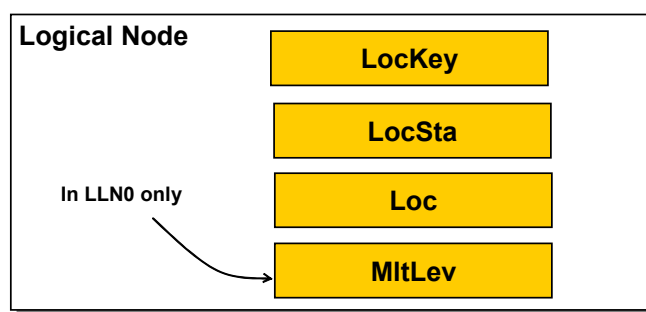 Logical Node
LocKey
LocSta
In LLN0 only
Loc
MltLev